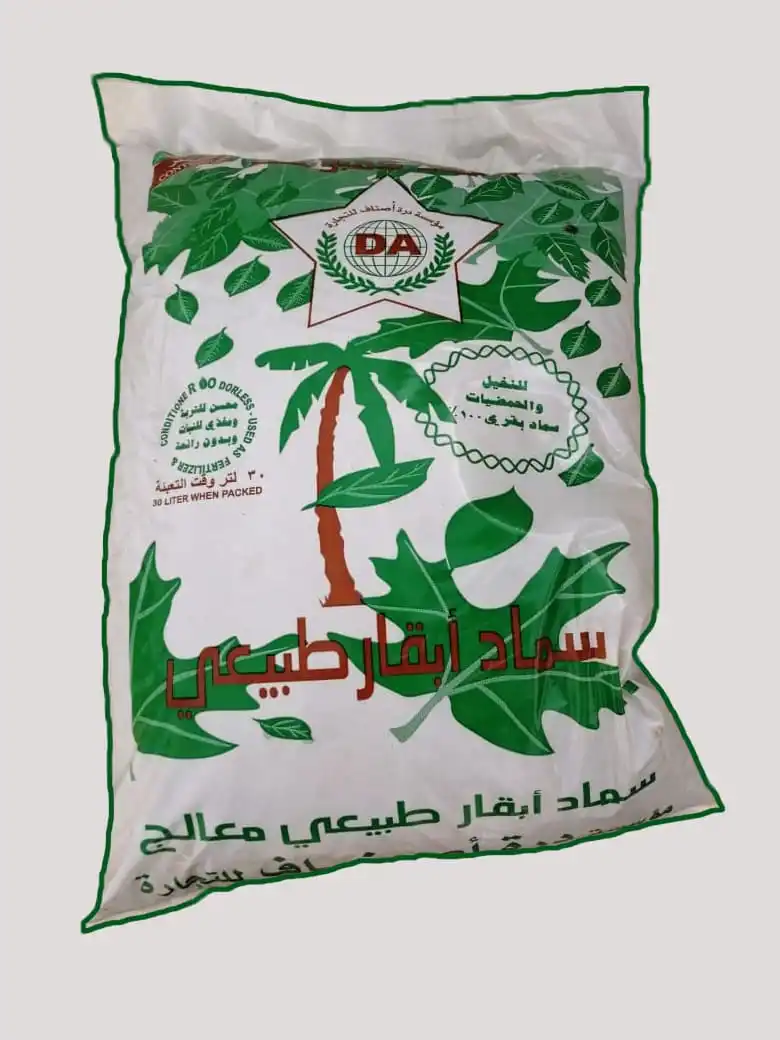 مؤسسة درة أصناف للتجارة
DA
للنخيل
والحمضيات
سماد بقري ١٠٠٪
CONDITIONER ODORLESS - USED AS FERTILIZER &
محسن للتربة
ومغذي للنبات
وبدون رائحة
٣٠ لتر وقت التعبئة
30 LITER WHEN PACKED
سماد أبقار طبيعي
سماد أبقار طبيعي معالج
للتجارة